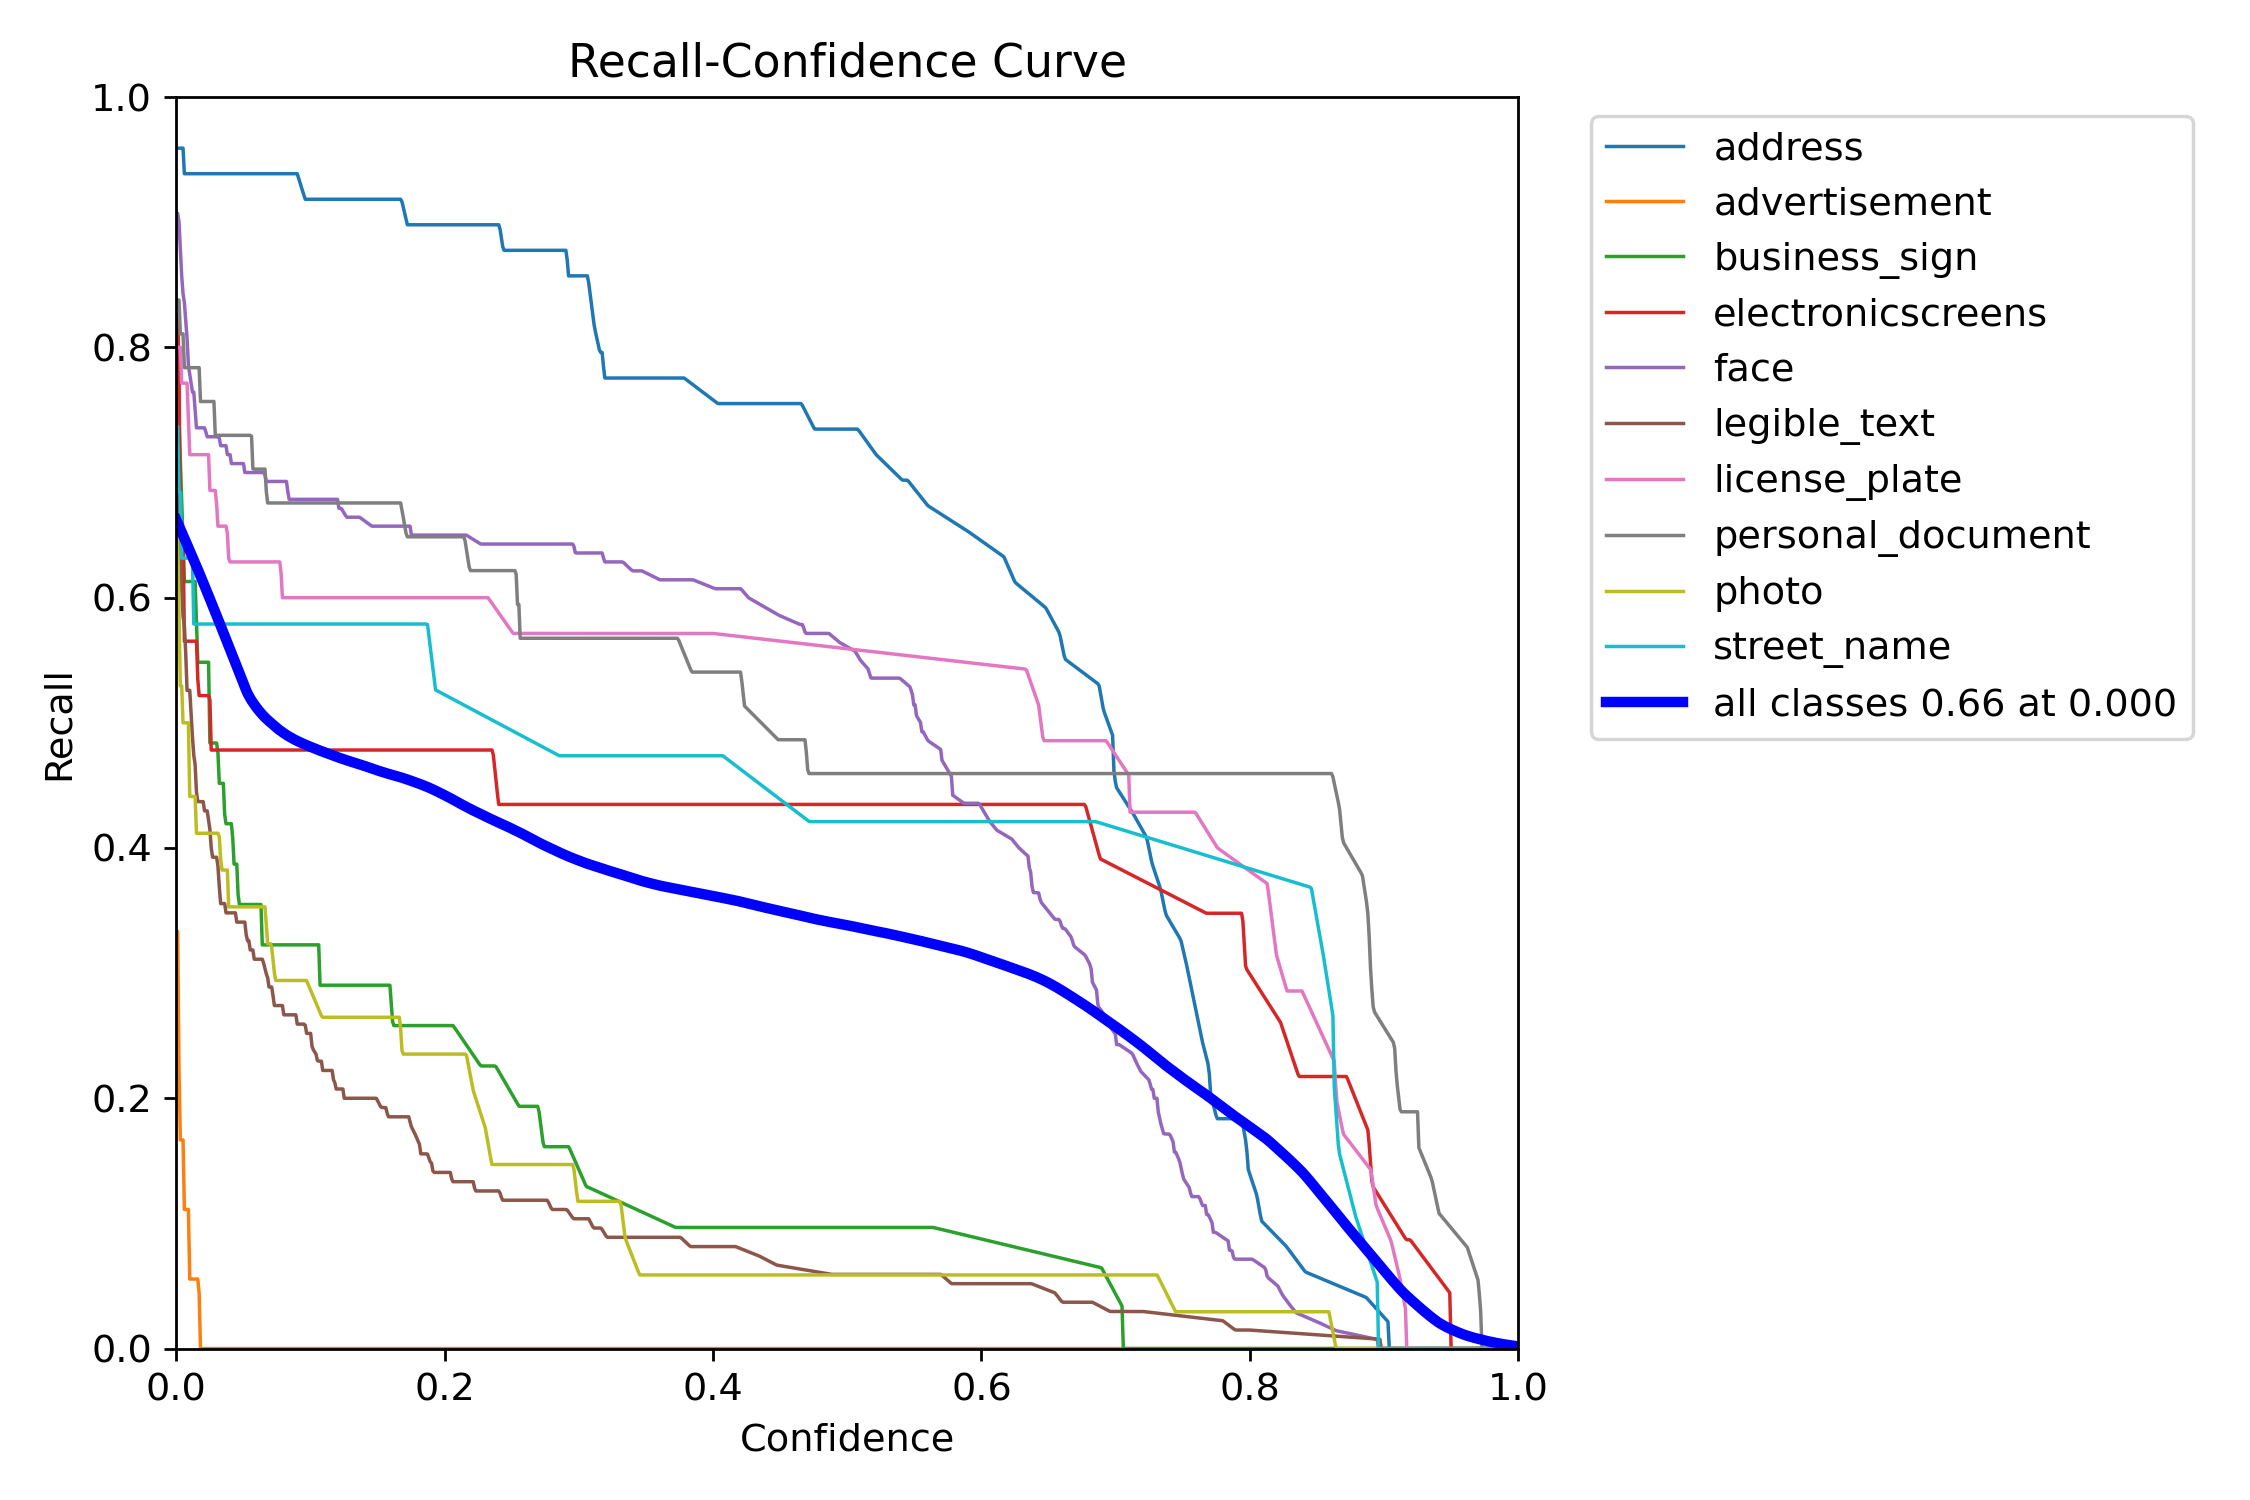 Recall-Confidence Curve
1.0
0.8
0.6
0.4
0.2
0.0
Recall
0.0 0.2 0.4 0.6 0.8 1.0
Confidence
address
advertisement
business_sign
electronicscreens
face
legible_text
license_plate
personal_document
photo
street_name
all classes 0.66 at 0.000